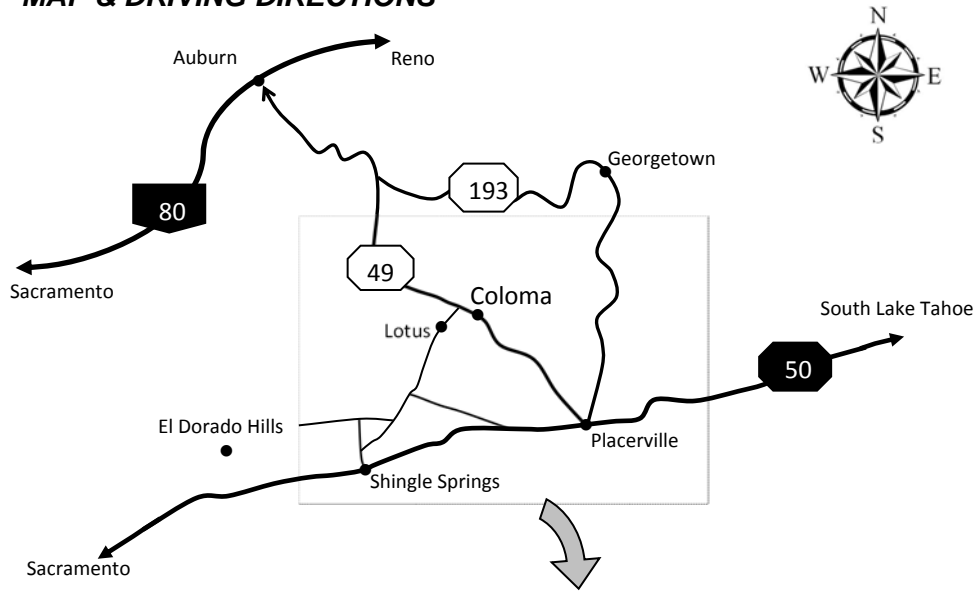 MAP & DRIVING DIRECTIONS
N
Auburn
Reno
W
E
S
Georgetown
193
80
49
Sacramento
Coloma
South Lake Tahoe
Lotus
50
El Dorado Hills
Placerville
Shingle Springs
Sacramento